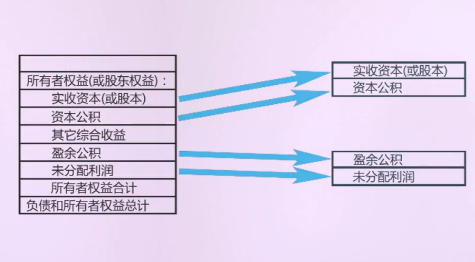 所有者权益(或股东权益)：
实收资本(或股本)
资本公积
其它综合收益
盈余公积
未分配利润
所有者权益合计
负债和所有者权益总计
实收资本(或股本)
资本公积
盈余公积
未分配利润